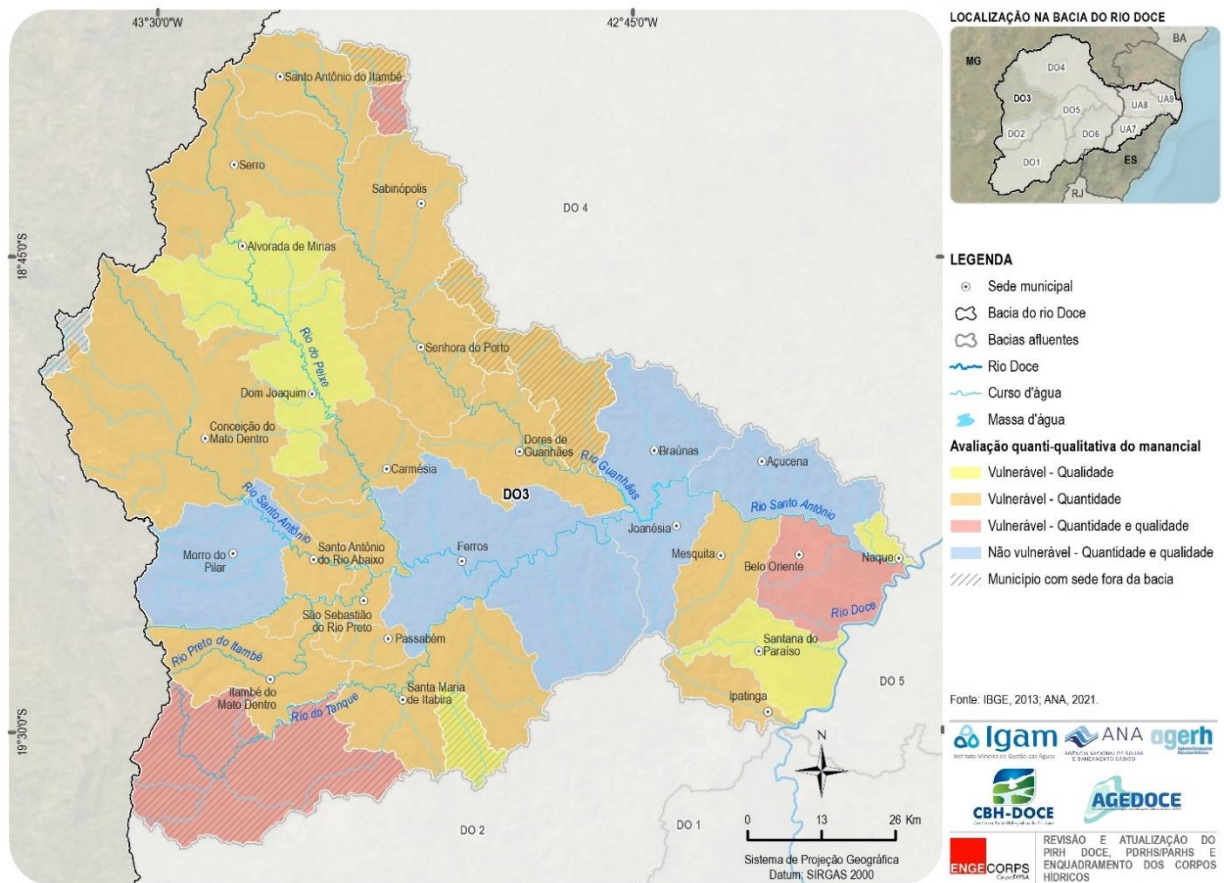 43°30'0"W
42°45'0"W
18°45'0"S
19°30'0"S
Santo Antônio do Itambé
Serro
Sabinópolis
DO 4
Alvorada de Minas
Rio do Peixe
Senhora do Porto
Dom Joaquim
Conceição do
Mato Dentro
Dores de
Guanhães
Rio Guanhães
Braúnas
Açucena
Carmésia
DO3
Rio Santo Antônio
Rio Santo Antônio
Joanésia
Morro do
Pilar
Santo Antônio
do Rio Abaixo
Ferros
Mesquita
Belo Oriente
Naque
São Sebastião
do Rio Preto
Rio Doce
Passabém
Santana do
Paraíso
Rio Preto do Itambé
DO 5
Itambé do
Mato Dentro
Santa Maria
de Itabira
Rio do Tanque
Ipatinga
N
DO 2
DO 1
0 13 26 Km
Sistema de Projeção Geográfica
Datum: SIRGAS 2000
LOCALIZAÇÃO NA BACIA DO RIO DOCE
BA
MG
DO4
DO3
DO5
UA8
UA9
DO2
DO6
UA7
DO1
ES
RJ
LEGENDA
Sede municipal
Bacia do rio Doce
Bacias afluentes
Rio Doce
Curso d'água
Massa d'água
Avaliação quanti-qualitativa do manancial
Vulnerável - Qualidade
Vulnerável - Quantidade
Vulnerável - Quantidade e qualidade
Não vulnerável - Quantidade e qualidade
Município com sede fora da bacia
Fonte: IBGE, 2013; ANA, 2021.
Igam
Instituto Mineiro de Gestão das Águas
ANA
AGÊNCIA NACIONAL DE ÁGUAS
E SANEAMENTO BÁSICO
agerh
CBH-DOCE
AGEDOCE
ENGECORPS
Grupo TYPSA
REVISÃO E ATUALIZAÇÃO DO
PIRH DOCE, PDRHS/PARHS E
ENQUADRAMENTO DOS CORPOS
HÍDRICOS